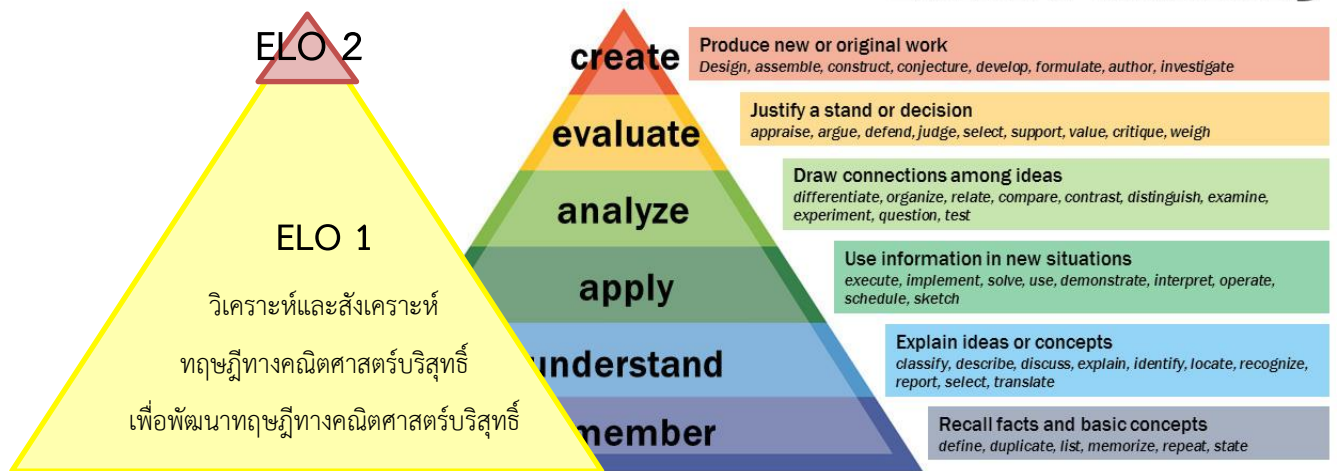 ELO 2
ELO 1
วิเคราะห์และสังเคราะห์
ทฤษฎีทางคณิตศาสตร์บริสุทธิ์
เพื่อพัฒนาทฤษฎีทางคณิตศาสตร์บริสุทธิ์
create
Produce new or original work
Design, assemble, construct, conjecture, develop, formulate, author, investigate
evaluate
Justify a stand or decision
appraise, argue, defend, judge, select, support, value, critique, weigh
analyze
Draw connections among ideas
differentiate, organize, relate, compare, contrast, distinguish, examine,
experiment, question, test
apply
Use information in new situations
execute, implement, solve, use, demonstrate, interpret, operate,
schedule, sketch
understand
Explain ideas or concepts
classify, describe, discuss, explain, identify, locate, recognize,
report, select, translate
member
Recall facts and basic concepts
define, duplicate, list, memorize, repeat, state